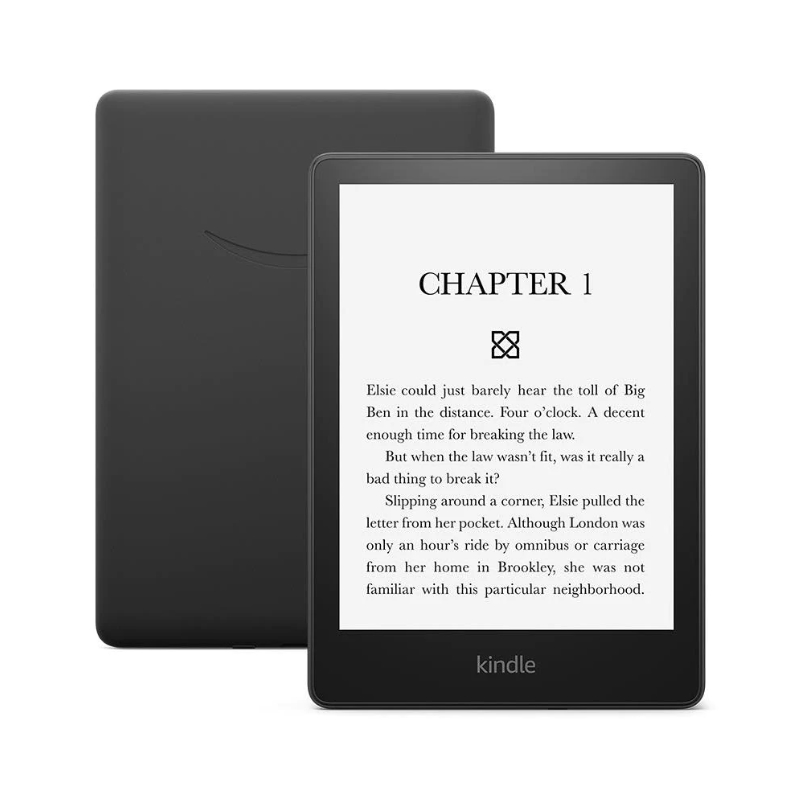 CHAPTER 1
Elsie could just barely hear the toll of Big
Ben in the distance. Four o’clock. A decent
enough time for breaking the law.
But when the law wasn’t fit, was it really a
bad thing to break it?
Slipping around a corner, Elsie pulled the
letter from her pocket. Although London was
only an hour’s ride by omnibus or carriage
from her home in Brookley, she was not
familiar with this particular neighborhood.
kindle